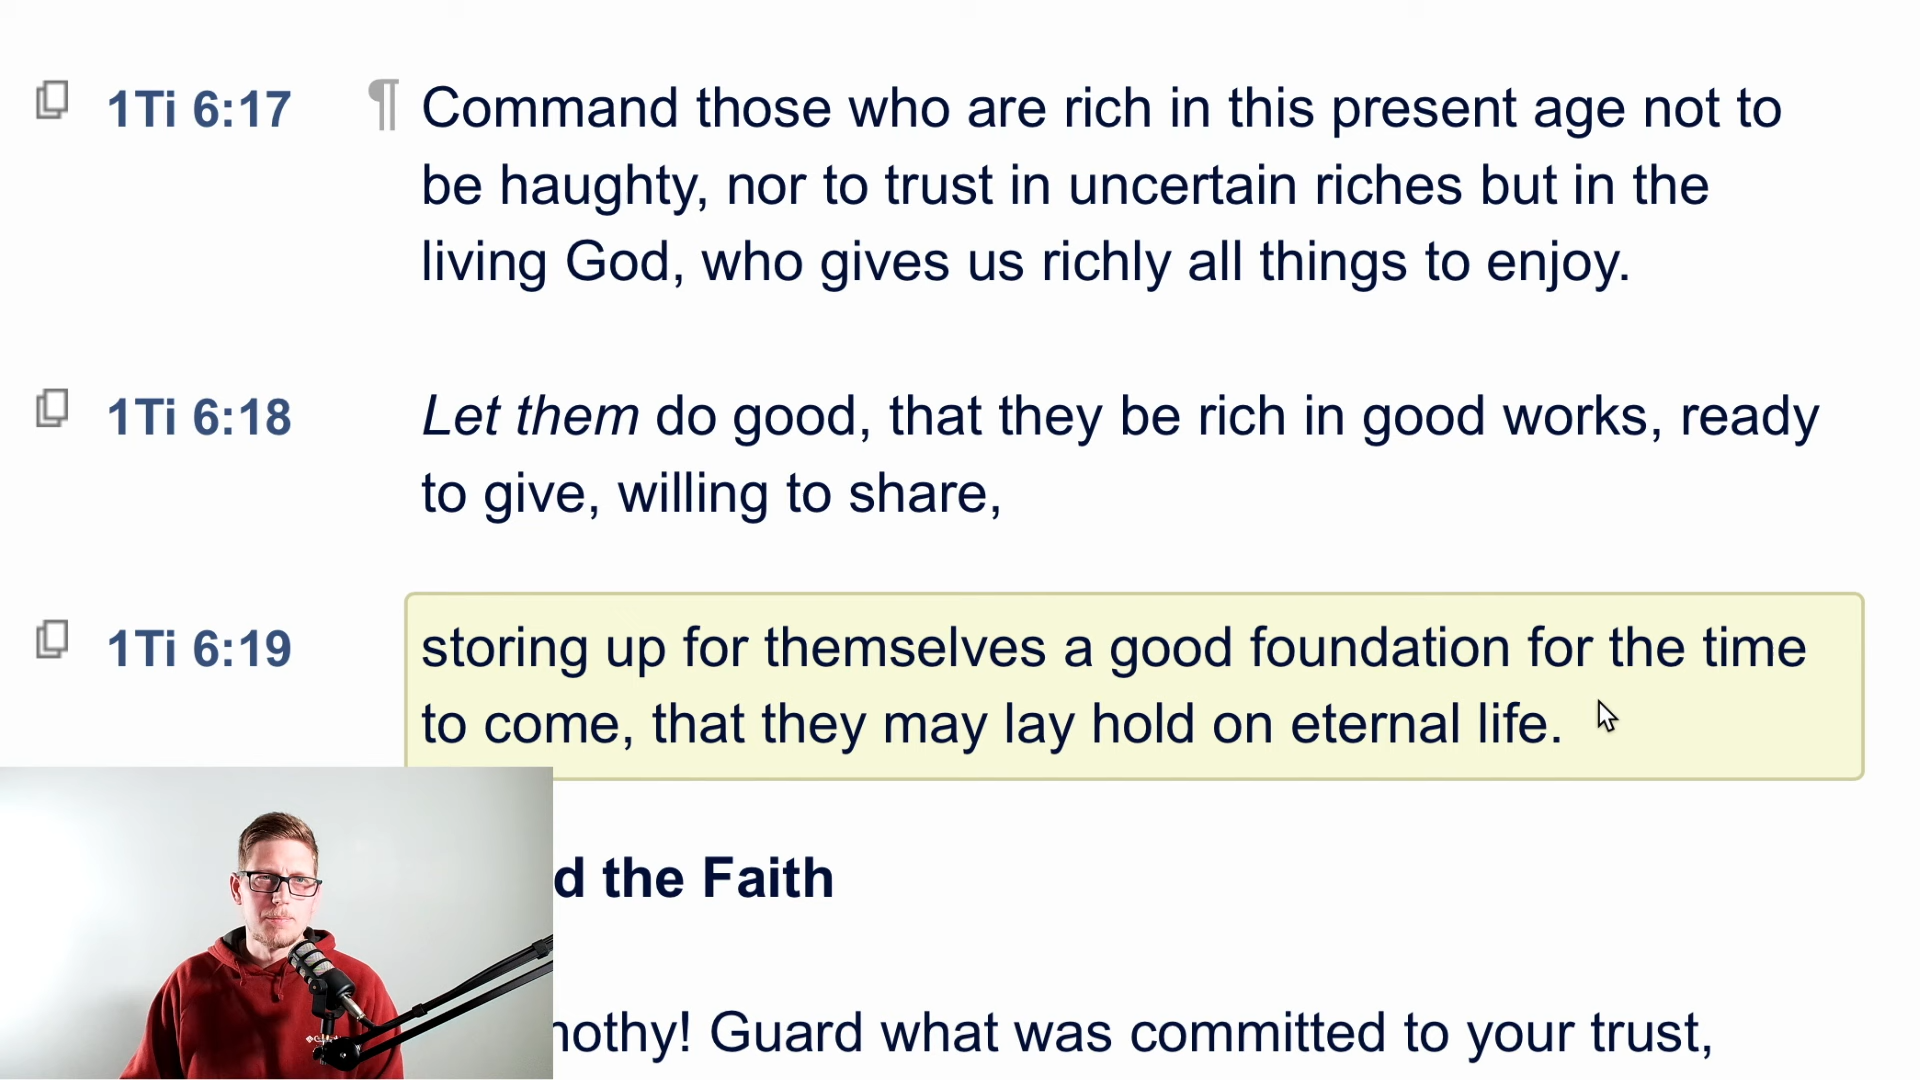 1Ti 6:17 ¶ Command those who are rich in this present age not to
be haughty, nor to trust in uncertain riches but in the
living God, who gives us richly all things to enjoy.
1Ti 6:18 Let them do good, that they be rich in good works, ready
to give, willing to share,
1Ti 6:19 storing up for themselves a good foundation for the time
to come, that they may lay hold on eternal life.
d the Faith
nothy! Guard what was committed to your trust,